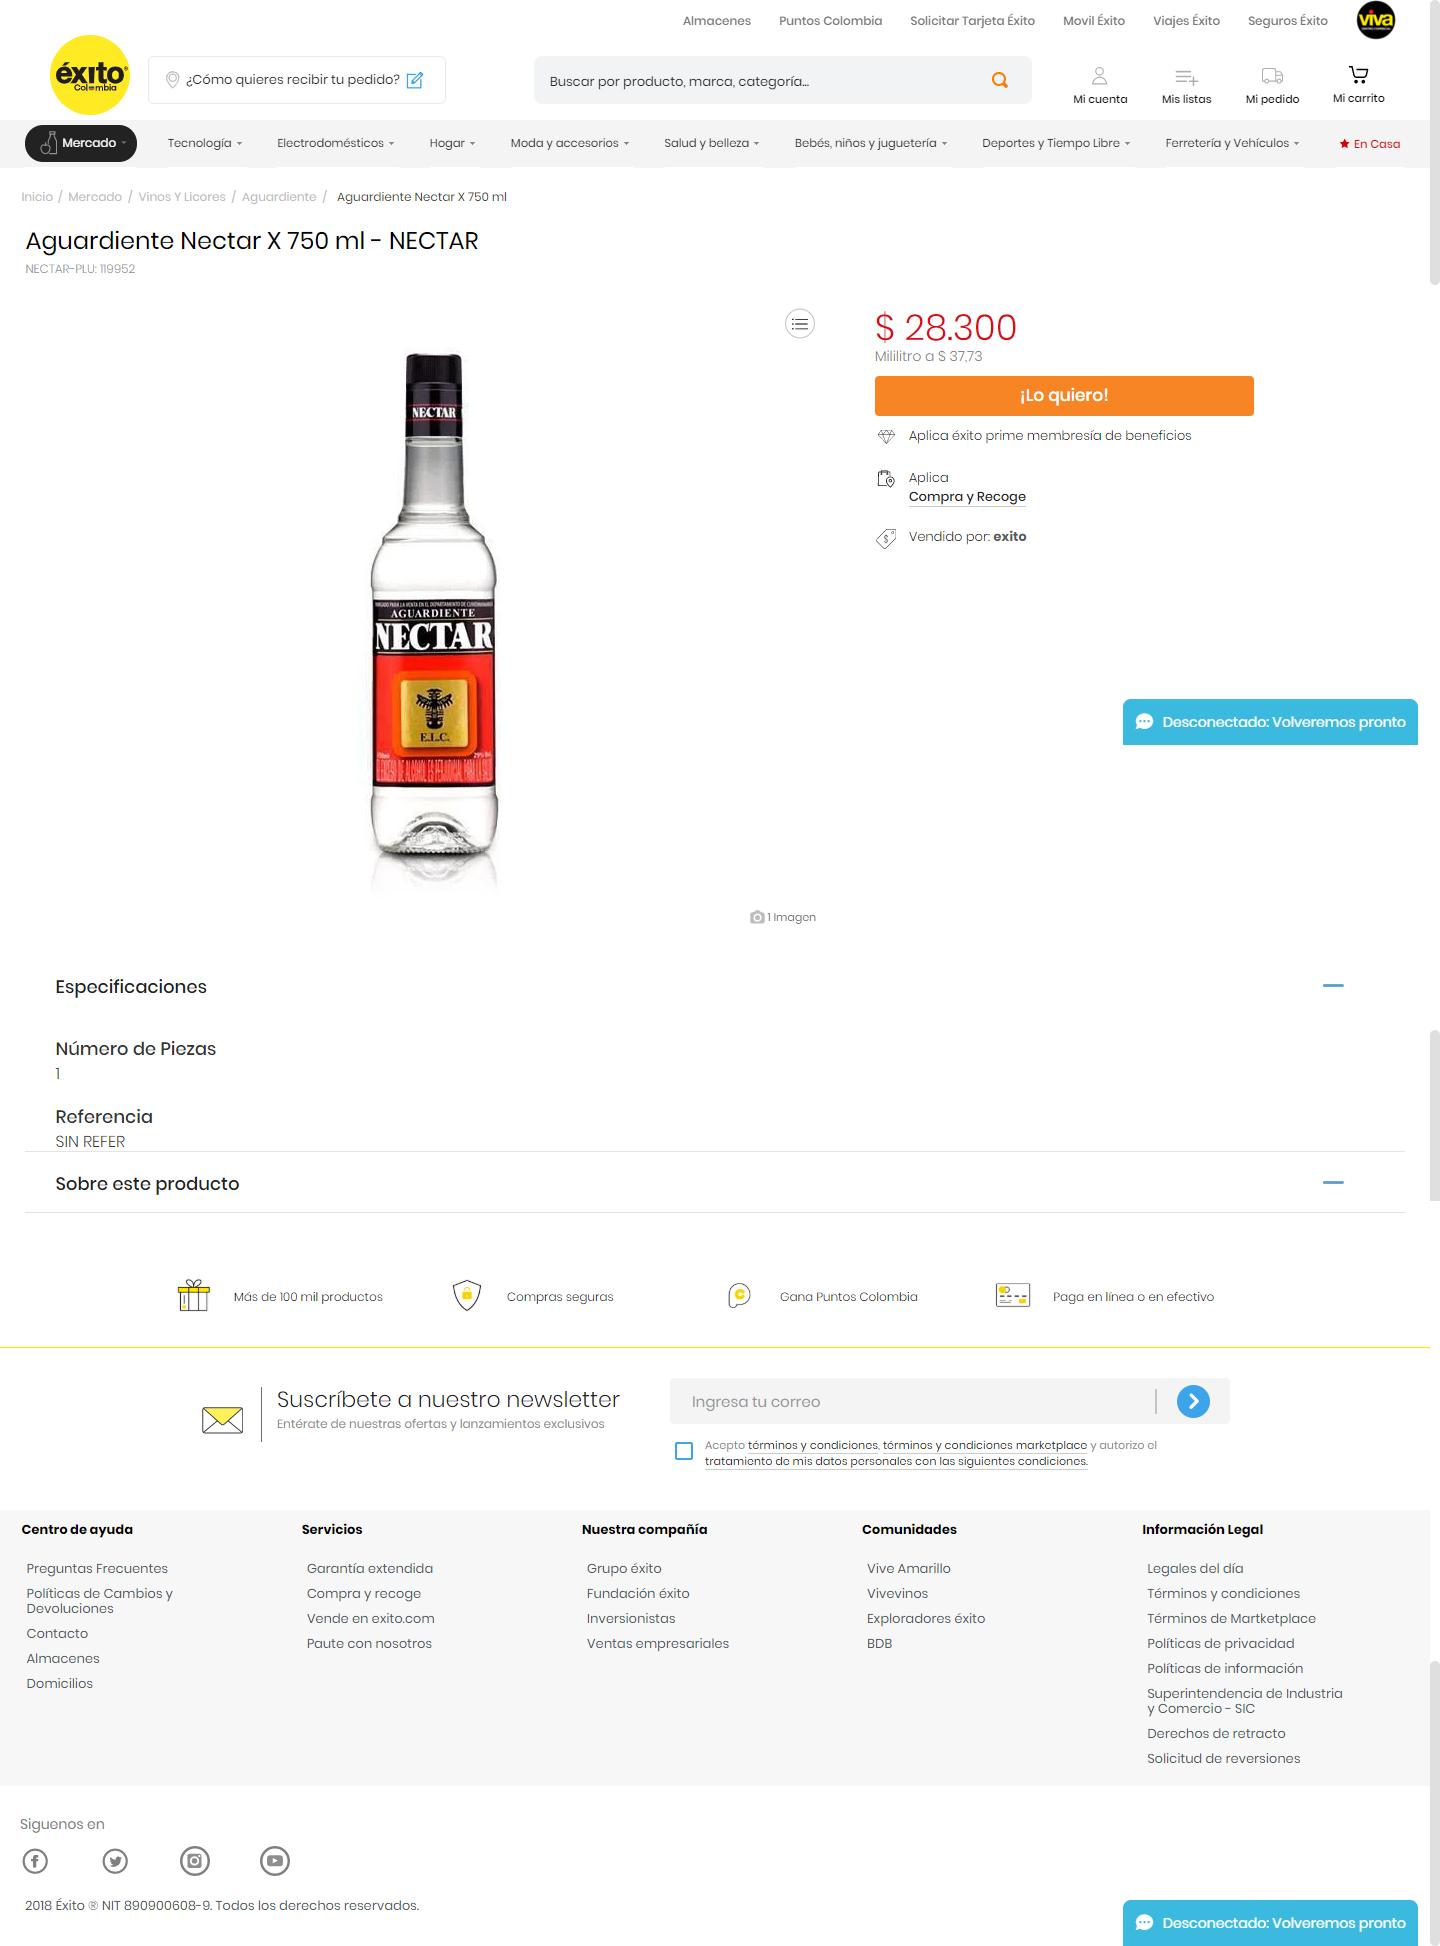 Almacenes Puntos Colombia Solicitar Tarjeta Éxito Movil Éxito Viajes Éxito Seguros Éxito viva
éxito
Colombia
¿Cómo quieres recibir tu pedido?
Buscar por producto, marca, categoría...
Mi cuenta Mis listas Mi pedido Mi carrito
Mercado Tecnología Electrodomésticos Hogar Moda y accesorios Salud y belleza Bebés, niños y juguetería Deportes y Tiempo Libre Ferretería y Vehículos En Casa
Inicio / Mercado / Vinos Y Licores / Aguardiente / Aguardiente Nectar X 750 ml
Aguardiente Nectar X 750 ml - NECTAR
NECTAR-PLU: 119952
$ 28.300
Mililitro a $ 37,73
¡Lo quiero!
Aplica éxito prime membresía de beneficios
Aplica
Compra y Recoge
Vendido por: exito
NECTAR
AGUARDIENTE
NECTAR
E.L.C.
Desconectado: Volveremos pronto
1 Imagen
Especificaciones
Número de Piezas
1
Referencia
SIN REFER
Sobre este producto
Más de 100 mil productos Compras seguras Gana Puntos Colombia Paga en línea o en efectivo
Suscríbete a nuestro newsletter
Entérate de nuestras ofertas y lanzamientos exclusivos
Ingresa tu correo
Acepto términos y condiciones, términos y condiciones marketplace y autorizo el
tratamiento de mis datos personales con las siguientes condiciones.
Centro de ayuda
Preguntas Frecuentes
Políticas de Cambios y
Devoluciones
Contacto
Almacenes
Domicilios
Servicios
Garantía extendida
Compra y recoge
Vende en exito.com
Paute con nosotros
Nuestra compañía
Grupo éxito
Fundación éxito
Inversionistas
Ventas empresariales
Comunidades
Vive Amarillo
Vivevinos
Exploradores éxito
BDB
Información Legal
Legales del día
Términos y condiciones
Términos de Martketplace
Políticas de privacidad
Políticas de información
Superintendencia de Industria
y Comercio - SIC
Derechos de retracto
Solicitud de reversiones
Siguenos en
2018 Éxito ® NIT 890900608-9. Todos los derechos reservados.
Desconectado: Volveremos pronto